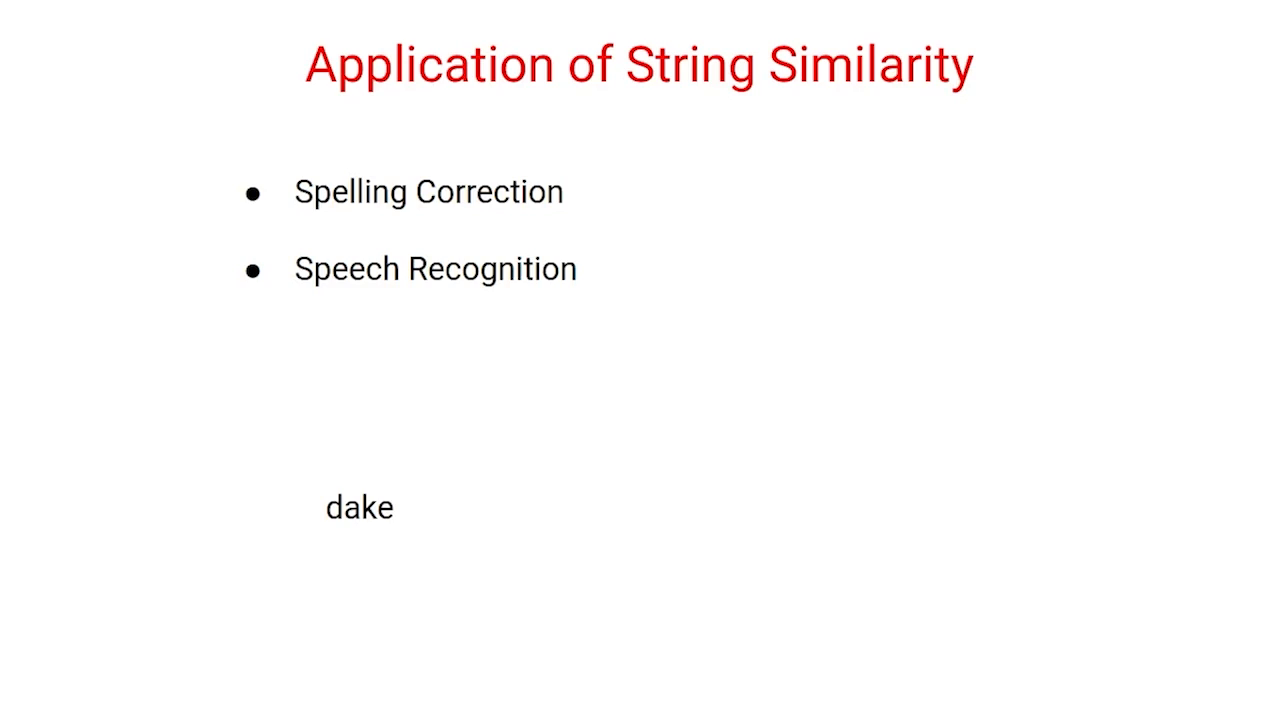 Application of String Similarity
● Spelling Correction
● Speech Recognition
dake